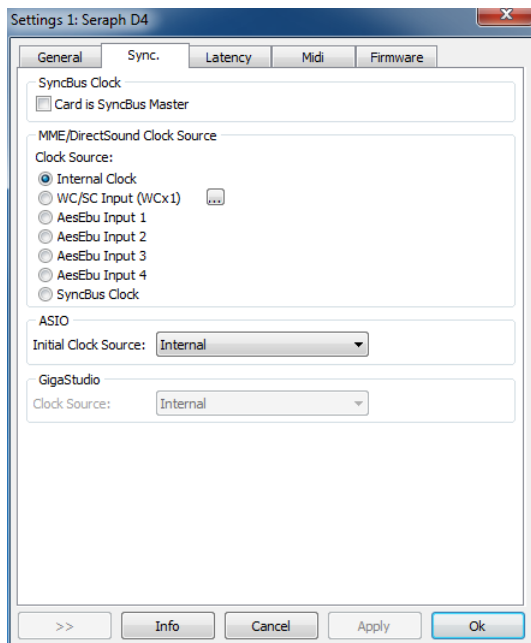 Settings 1: Seraph D4
General Sync. Latency Midi Firmware
SyncBus Clock
Card is SyncBus Master
MME/DirectSound Clock Source
Clock Source:
Internal Clock
WC/SC Input (WCx1) ...
AesEbu Input 1
AesEbu Input 2
AesEbu Input 3
AesEbu Input 4
SyncBus Clock
ASIO
Initial Clock Source: Internal
GigaStudio
Clock Source: Internal
>> Info Cancel Apply Ok